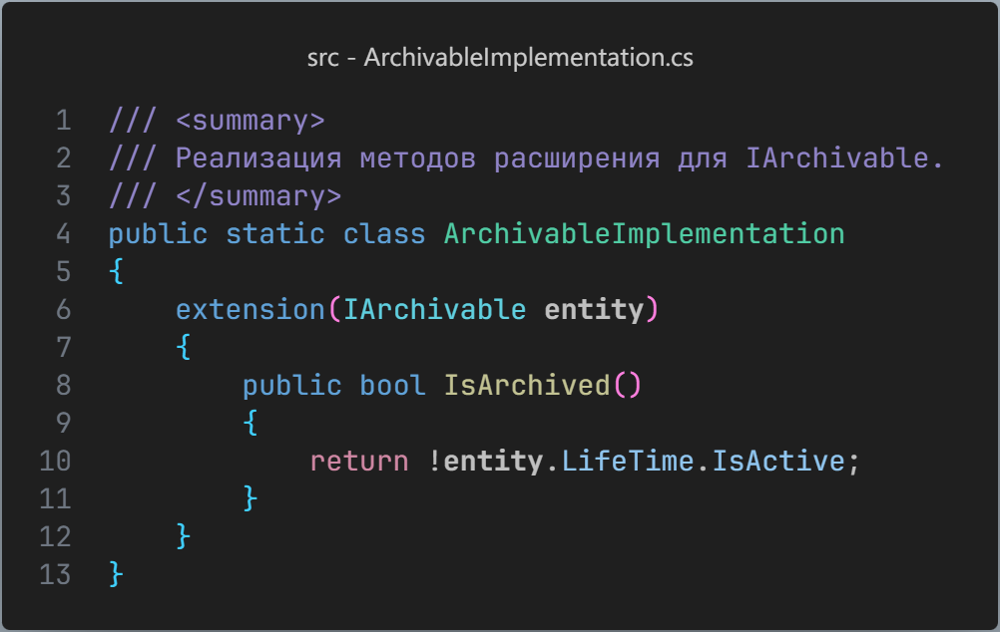 src - ArchivableImplementation.cs
1 /// <summary>
2 /// Реализация методов расширения для IArchivable.
3 /// </summary>
4 public static class ArchivableImplementation
5 {
6     extension(IArchivable entity)
7     {
8         public bool IsArchived()
9         {
10             return !entity.LifeTime.IsActive;
11         }
12     }
13 }